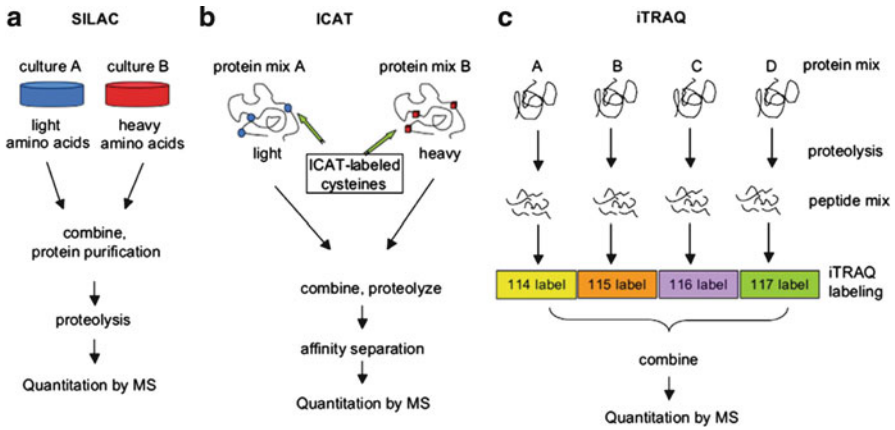 a SILAC
culture A culture B
light amino acids
heavy amino acids
combine,
protein purification
proteolysis
Quantitation by MS
b ICAT
protein mix A protein mix B
light heavy
ICAT-labeled
cysteines
combine, proteolyze
affinity separation
Quantitation by MS
c iTRAQ
A B C D protein mix
proteolysis
peptide mix
114 label 115 label 116 label 117 label
iTRAQ
labeling
combine
Quantitation by MS